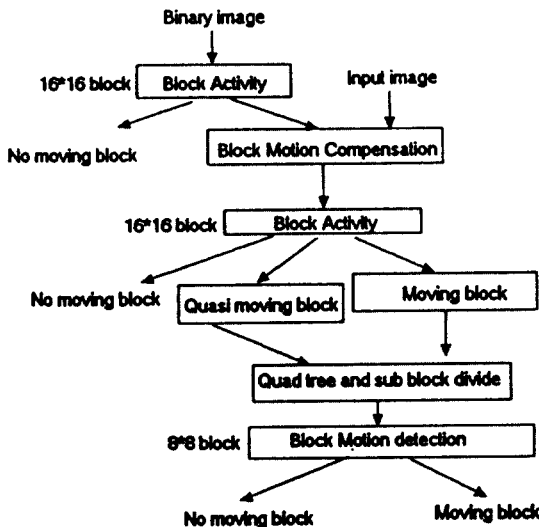 Binary image
16*16 block
Block Activity
Input image
No moving block
Block Motion Compensation
16*16 block
Block Activity
No moving block
Quasi moving block
Moving block
Quad tree and sub block divide
8*8 block
Block Motion detection
No moving block
Moving block